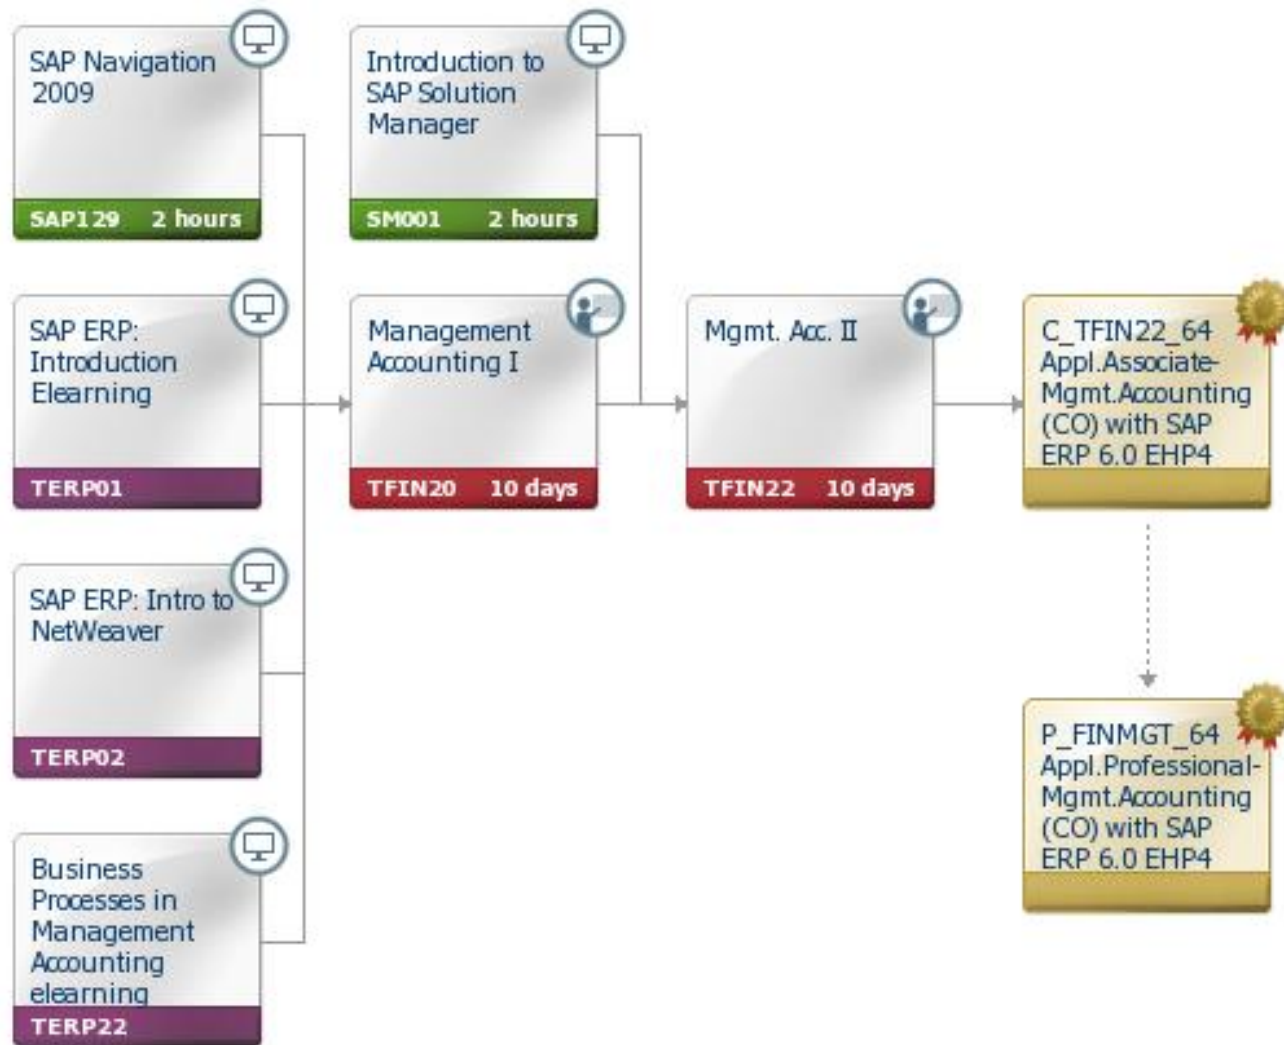 SAP Navigation
2009
SAP129 2 hours
Introduction to
SAP Solution
Manager
SM001 2 hours
SAP ERP:
Introduction
Elearning
TERP01
Management
Accounting I
TFIN20 10 days
Mgmt. Acc. II
TFIN22 10 days
C_TFIN22_64
Appl.Associate-
Mgmt.Accounting
(CO) with SAP
ERP 6.0 EHP4
SAP ERP: Intro to
NetWeaver
TERP02
P_FINMGT_64
Appl.Professional-
Mgmt.Accounting
(CO) with SAP
ERP 6.0 EHP4
Business
Processes in
Management
Accounting
elearning
TERP22